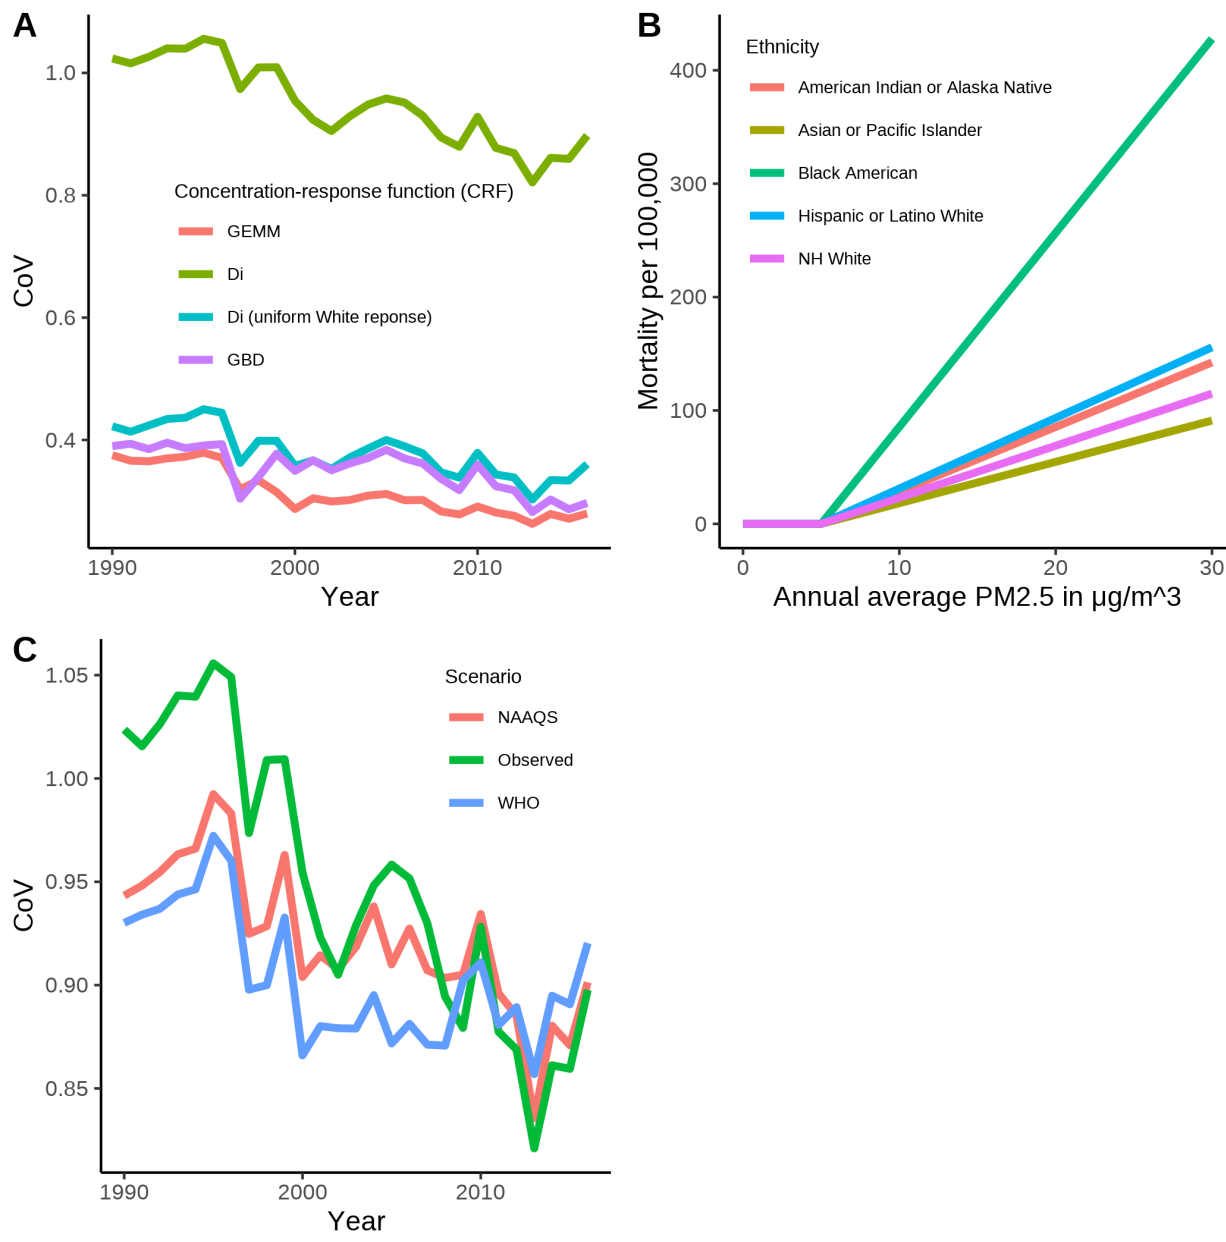 A
1.0
0.8
0.6
0.4
CoV
Concentration-response function (CRF)
GEMM
Di
Di (uniform White reponse)
GBD
1990 2000 2010
Year
B
400
300
200
100
0
Mortality per 100,000
Ethnicity
American Indian or Alaska Native
Asian or Pacific Islander
Black American
Hispanic or Latino White
NH White
0 10 20 30
Annual average PM2.5 in μg/m^3
C
1.05
1.00
0.95
0.90
0.85
CoV
Scenario
NAAQS
Observed
WHO
1990 2000 2010
Year